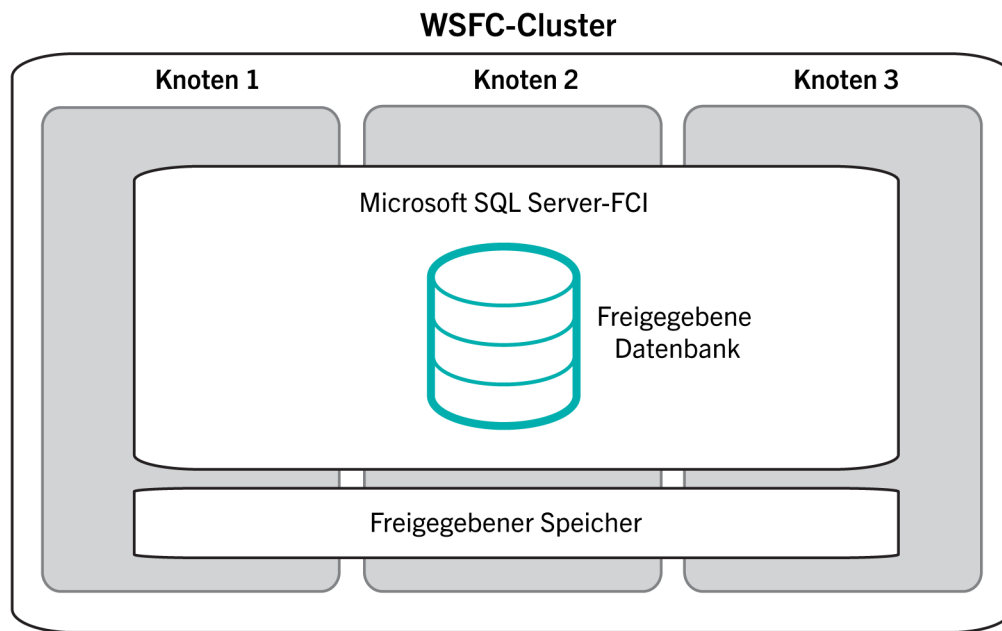 WSFC-Cluster
Knoten 1
Knoten 2
Knoten 3
Microsoft SQL Server-FCI
Freigegebene
Datenbank
Freigegebener Speicher